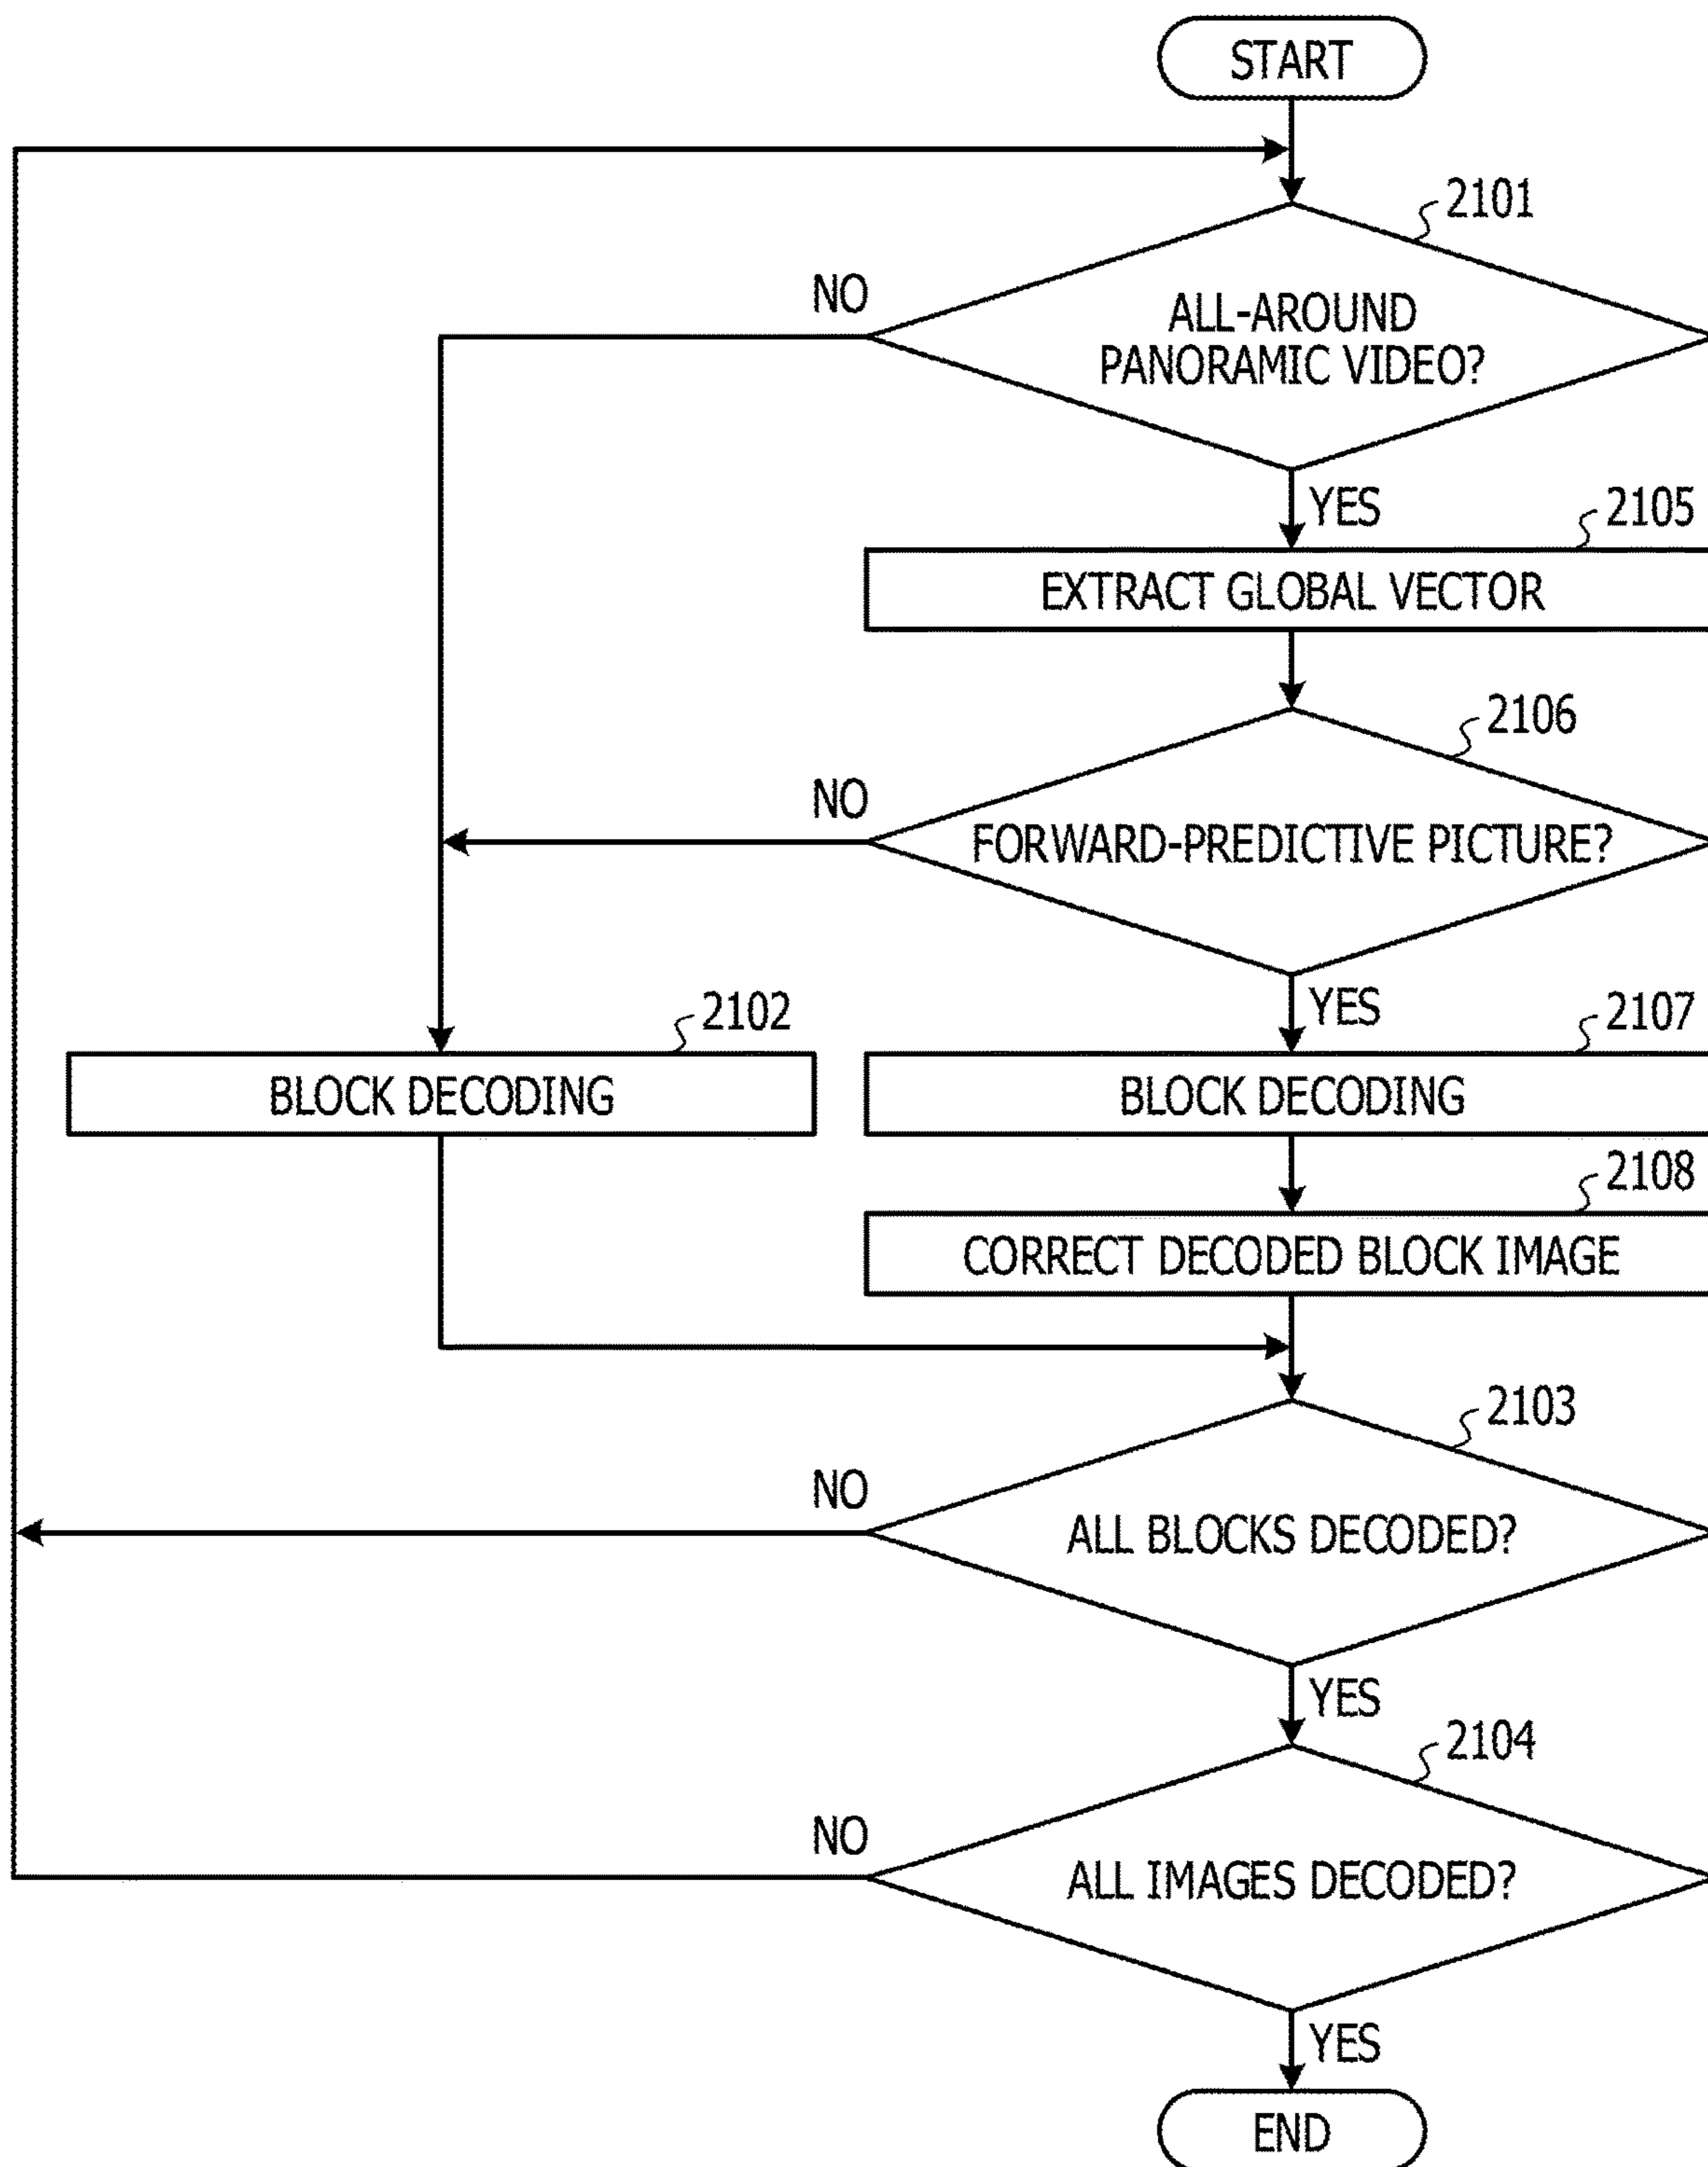 START
2101
NO
ALL-AROUND
PANORAMIC VIDEO?
YES
2105
EXTRACT GLOBAL VECTOR
2106
NO
FORWARD-PREDICTIVE PICTURE?
YES
2102
2107
BLOCK DECODING
BLOCK DECODING
2108
CORRECT DECODED BLOCK IMAGE
2103
NO
ALL BLOCKS DECODED?
YES
2104
NO
ALL IMAGES DECODED?
YES
END